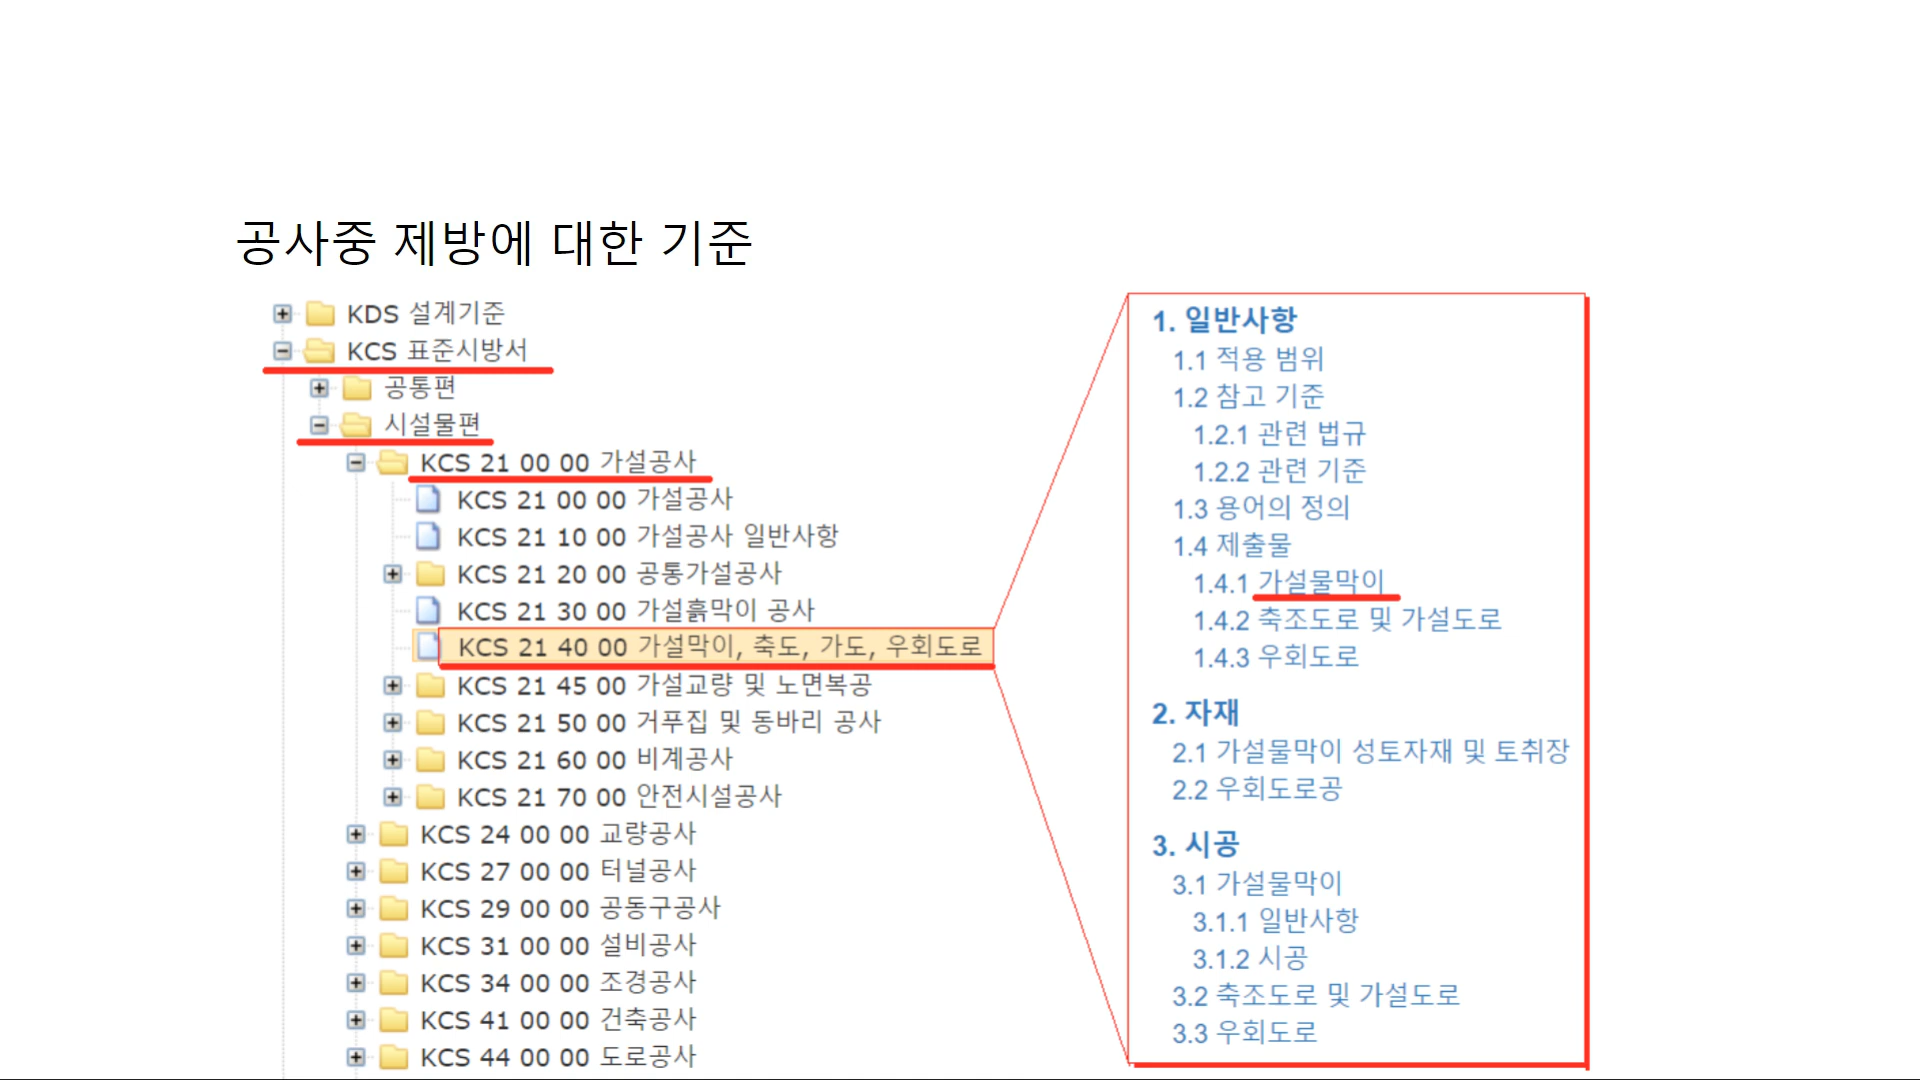 공사중 제방에 대한 기준
KDS 설계기준
KCS 표준시방서
공통편
시설물편
KCS 21 00 00 가설공사
KCS 21 00 00 가설공사
KCS 21 10 00 가설공사 일반사항
KCS 21 20 00 공통가설공사
KCS 21 30 00 가설흙막이 공사
KCS 21 40 00 가설막이, 축도, 가도, 우회도로
KCS 21 45 00 가설교량 및 노면복공
KCS 21 50 00 거푸집 및 동바리 공사
KCS 21 60 00 비계공사
KCS 21 70 00 안전시설공사
KCS 24 00 00 교량공사
KCS 27 00 00 터널공사
KCS 29 00 00 공동구공사
KCS 31 00 00 설비공사
KCS 34 00 00 조경공사
KCS 41 00 00 건축공사
KCS 44 00 00 도로공사
1. 일반사항
1.1 적용 범위
1.2 참고 기준
1.2.1 관련 법규
1.2.2 관련 기준
1.3 용어의 정의
1.4 제출물
1.4.1 가설물막이
1.4.2 축조도로 및 가설도로
1.4.3 우회도로
2. 자재
2.1 가설물막이 성토자재 및 토취장
2.2 우회도로공
3. 시공
3.1 가설물막이
3.1.1 일반사항
3.1.2 시공
3.2 축조도로 및 가설도로
3.3 우회도로